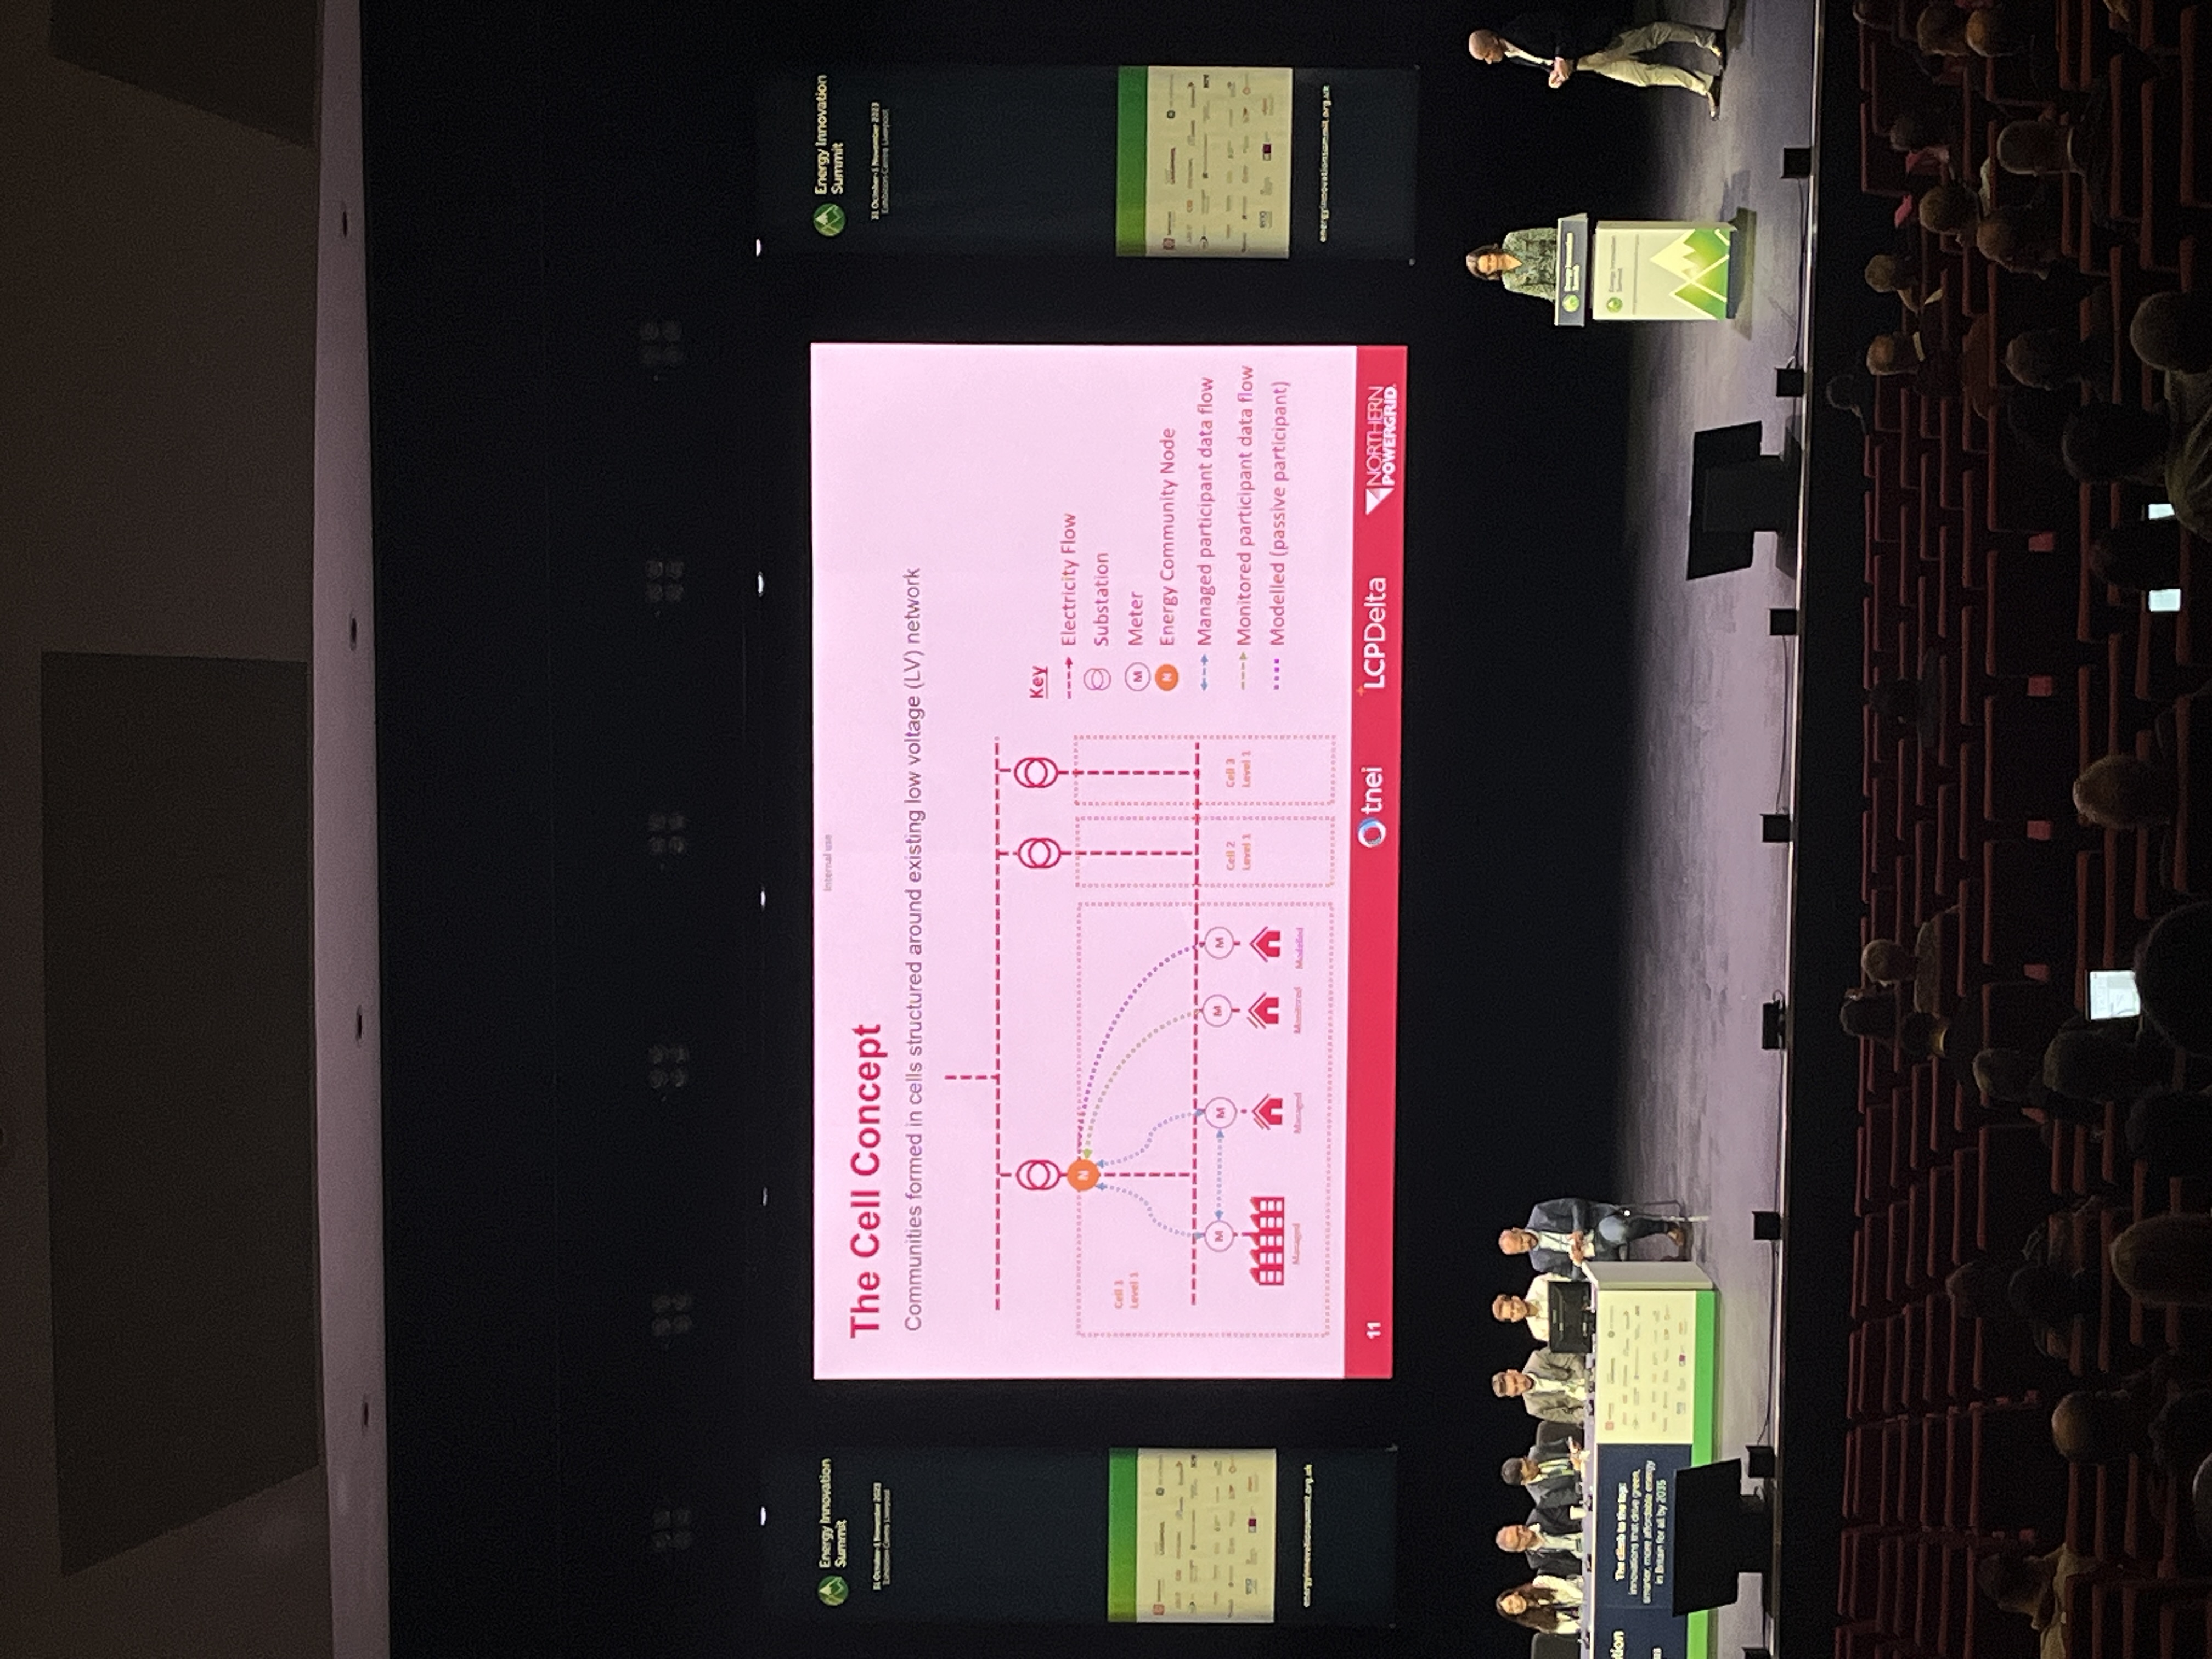 Energy Innovation
Summit
31 October-1 November 2023
Exhibition Centre Liverpool
energyinnovationsummit.org.uk
Internal use
The Cell Concept
Communities formed in cells structured around existing low voltage (LV) network
N
Cell 1
Level 1
M
M
M
M
Managed
Managed
Monitored
Modelled
Cell 2
Level 1
Cell 3
Level 1
Key
Electricity Flow
Substation
M
Meter
N
Energy Community Node
Managed participant data flow
Monitored participant data flow
Modelled (passive participant)
11
tnei
LCPDelta
NORTHERN
POWERGRID
Energy Innovation
Summit
31 October-1 November 2023
Exhibition Centre Liverpool
eno
energyinnovationsummit.org.uk
tion
The climb to the top:
innovations that drive green,
smarter, more affordable energy
in Britain for all by 2035
Energy Innovation
Summit
Energy Innovation
Summit